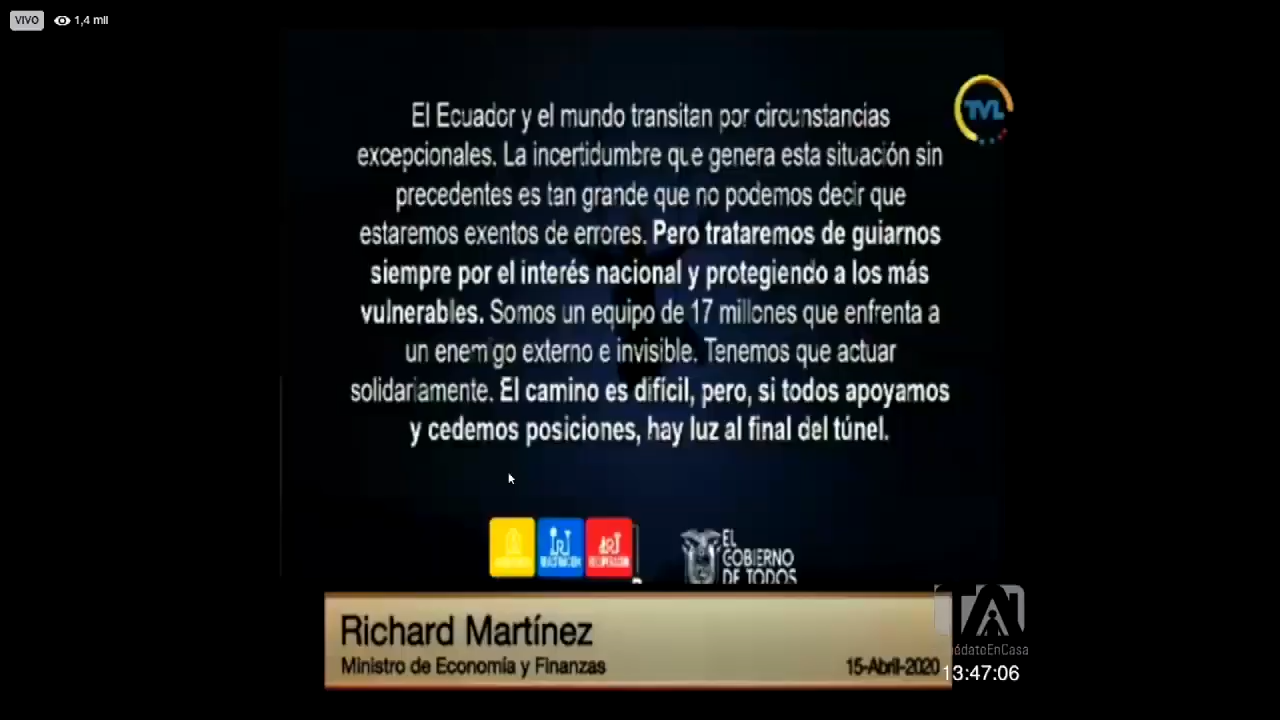 VIVO 1,4 mil
TVL
El Ecuador y el mundo transitan por circunstancias
excepcionales. La incertidumbre que genera esta situación sin
precedentes es tan grande que no podemos decir que
estaremos exentos de errores. Pero trataremos de guiarnos
siempre por el interés nacional y protegiendo a los más
vulnerables. Somos un equipo de 17 millones que enfrenta a
un enemigo externo e invisible. Tenemos que actuar
solidariamente. El camino es difícil, pero, si todos apoyamos
y cedemos posiciones, hay luz al final del túnel.
EL
GOBIERNO
DE TODOS
Richard Martínez
Ministro de Economía y Finanzas
15-Abril-2020
TA
édateEnCasa
13:47:06